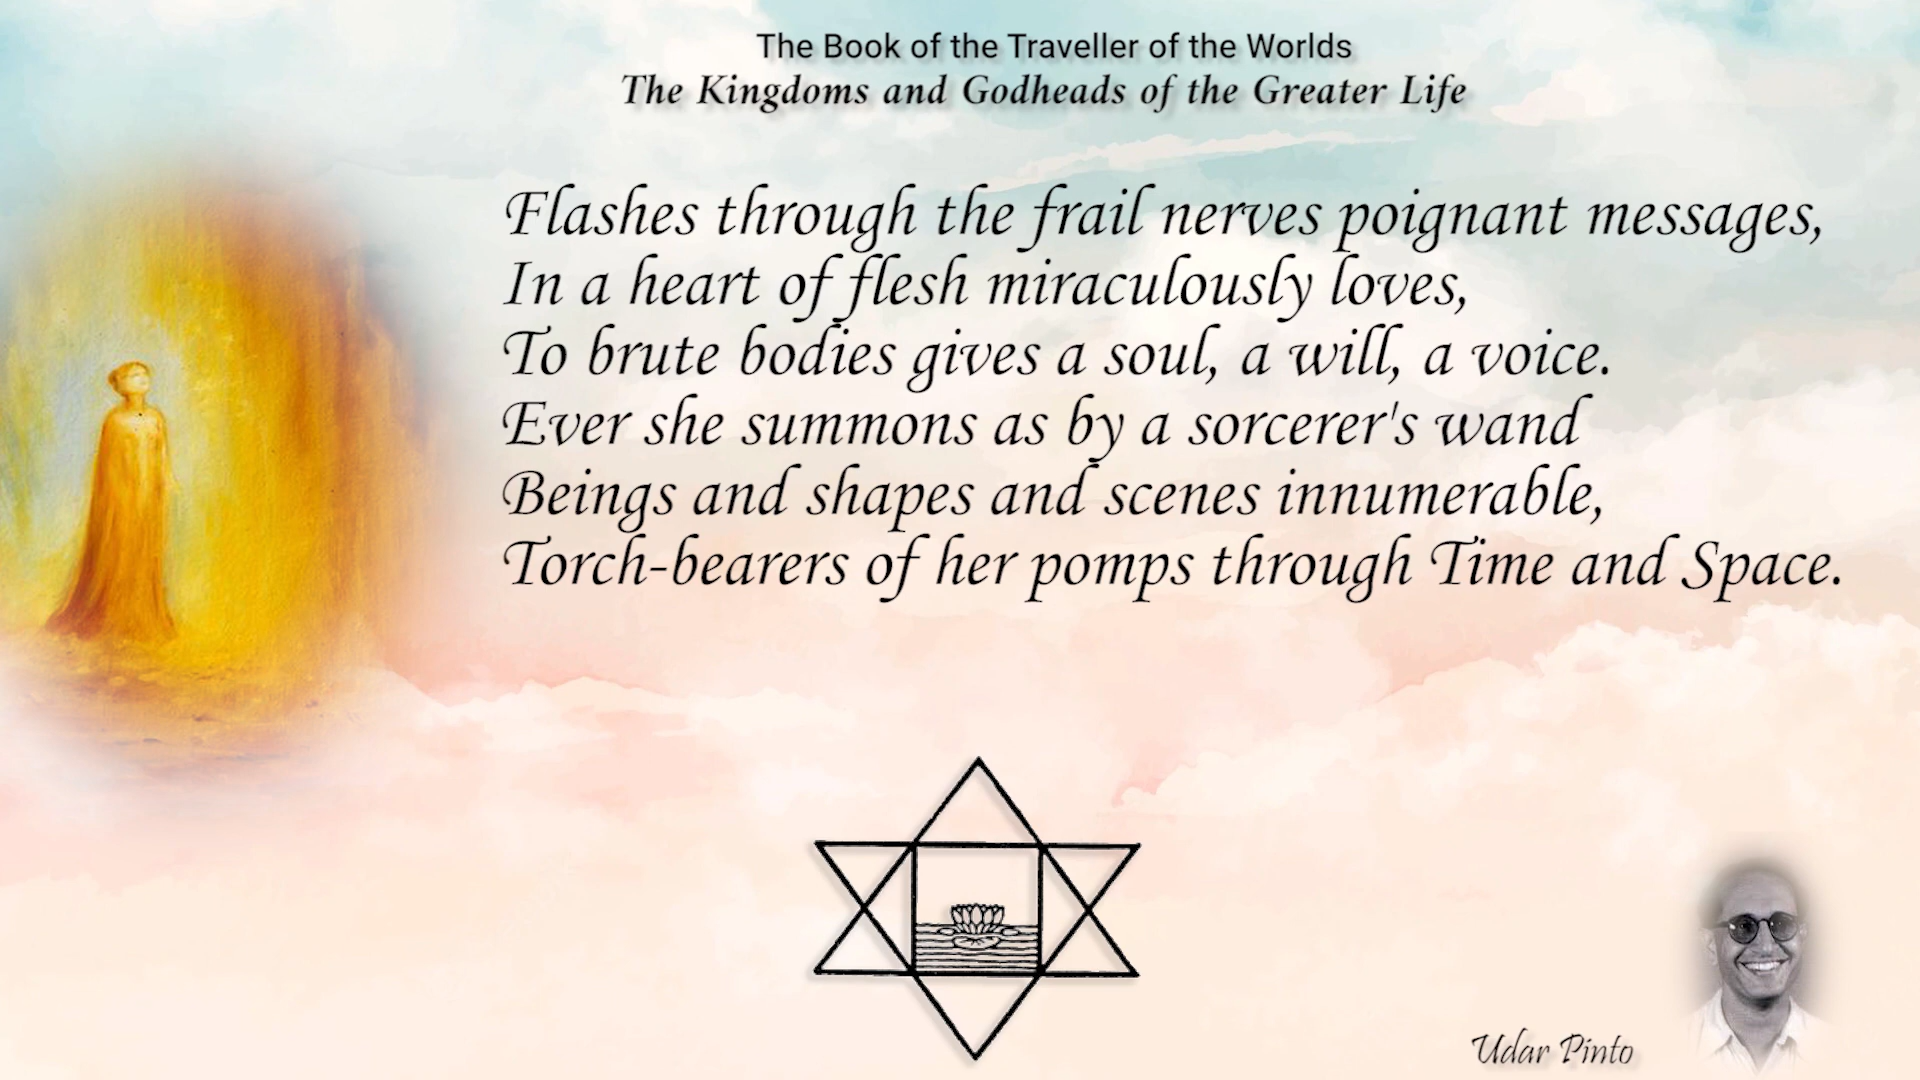 The Book of the Traveller of the Worlds
The Kingdoms and Godheads of the Greater Life
Flashes through the frail nerves poignant messages,
In a heart of flesh miraculously loves,
To brute bodies gives a soul, a will, a voice.
Ever she summons as by a sorcerer's wand
Beings and shapes and scenes innumerable,
Torch-bearers of her pomps through Time and Space.
Udar Pinto